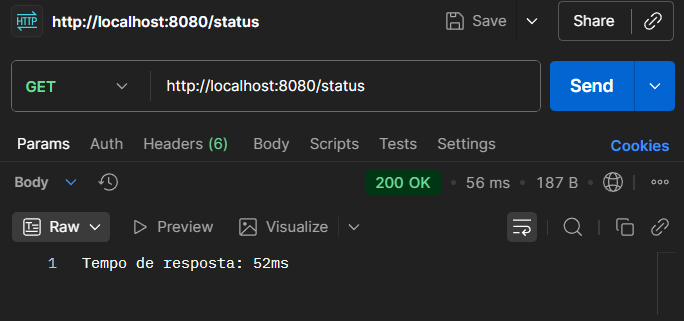 HTTP http://localhost:8080/status Save Share
GET http://localhost:8080/status Send
Params Auth Headers (6) Body Scripts Tests Settings Cookies
Body 200 OK • 56 ms • 187 B •
Raw Preview Visualize
1 Tempo de resposta: 52ms